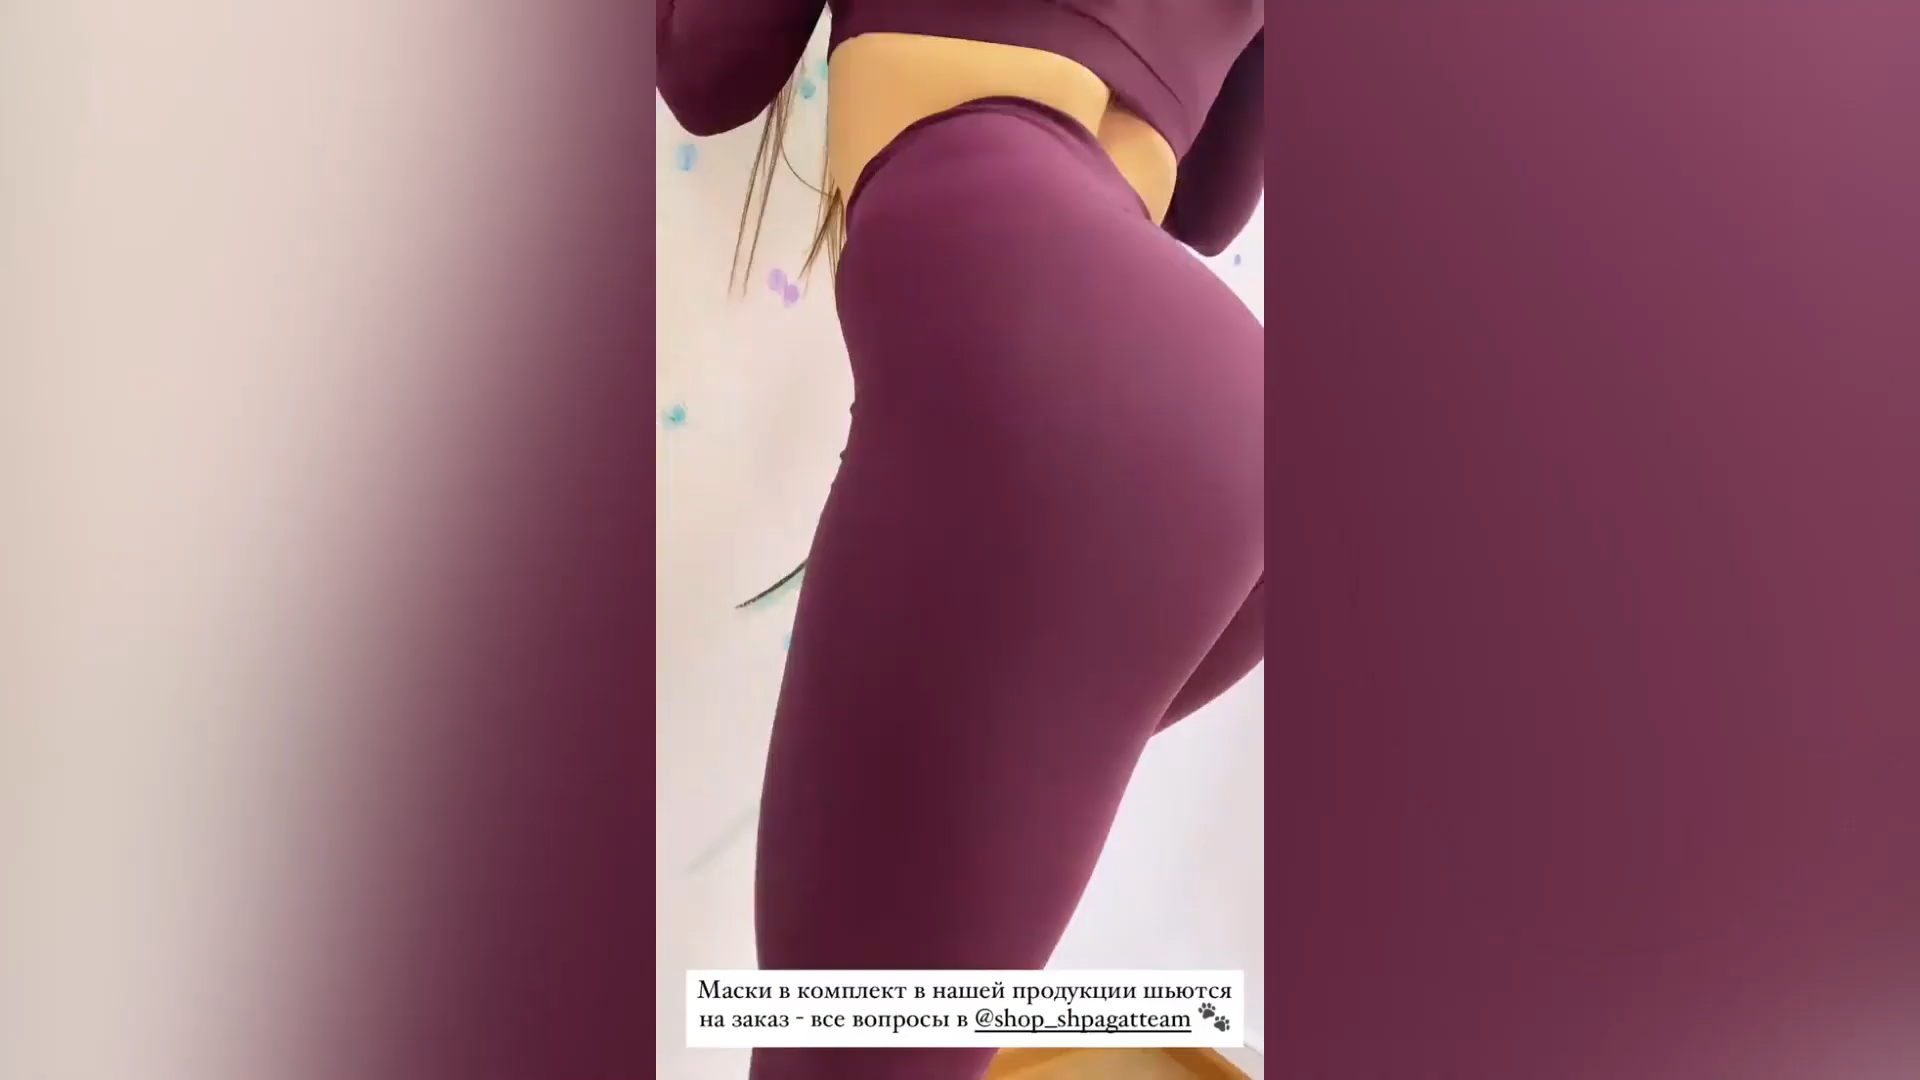 Маски в комплект в нашей продукции шьются
на заказ - все вопросы в @shop_shpagatteam 🐾